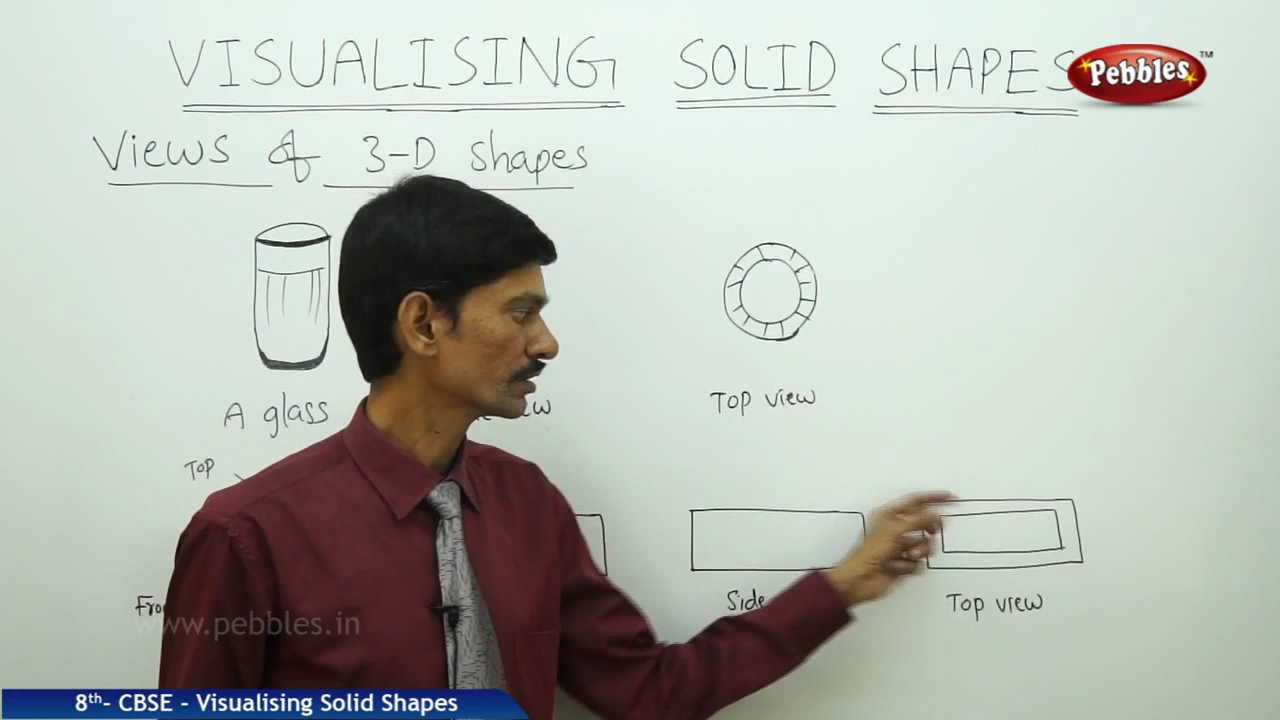 VISUALISING SOLID SHAPES
Pebbles™
Views of 3-D shapes
A glass
Top view
TOP
Side
Top view
www.pebbles.in
8th- CBSE - Visualising Solid Shapes